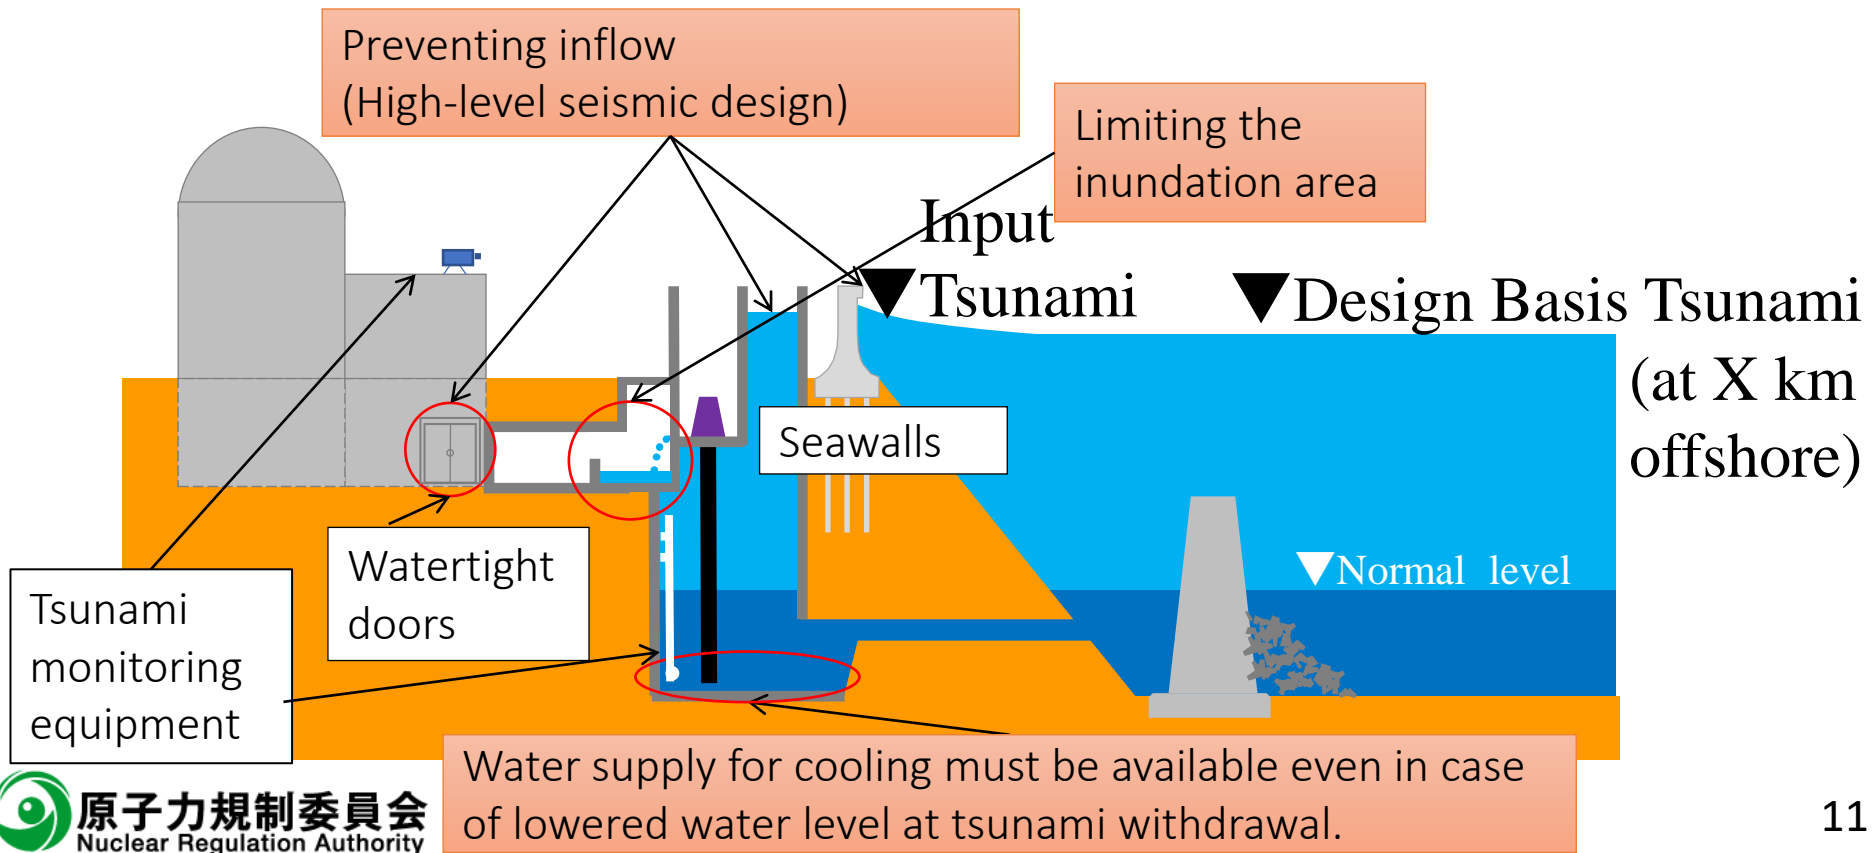 Preventing inflow
(High-level seismic design)
Limiting the
inundation area
Input
▼Tsunami
▼Design Basis Tsunami
(at X km
offshore)
Seawalls
▼Normal level
Watertight
doors
Tsunami
monitoring
equipment
Water supply for cooling must be available even in case
of lowered water level at tsunami withdrawal.
原子力規制委員会
Nuclear Regulation Authority
11